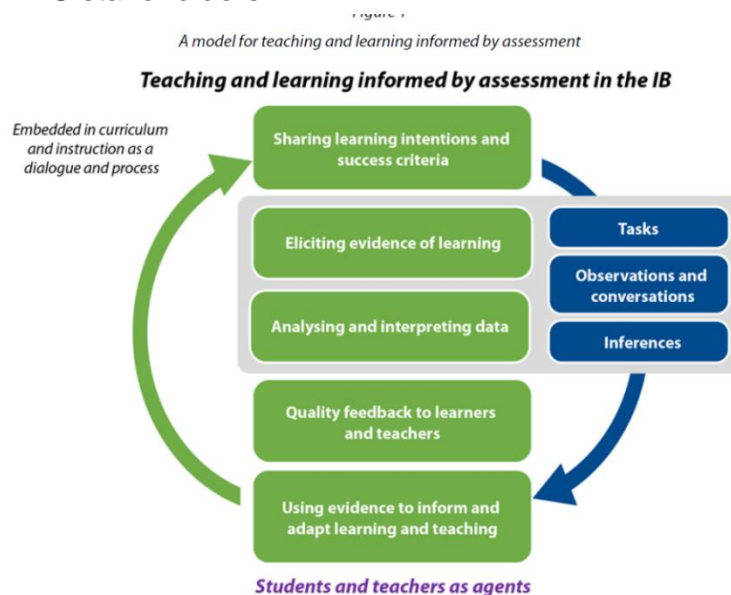 Figure 1
A model for teaching and learning informed by assessment
Teaching and learning informed by assessment in the IB
Embedded in curriculum
and instruction as a
dialogue and process
Sharing learning intentions and
success criteria
Eliciting evidence of learning
Analysing and interpreting data
Tasks
Observations and
conversations
Inferences
Quality feedback to learners
and teachers
Using evidence to inform and
adapt learning and teaching
Students and teachers as agents